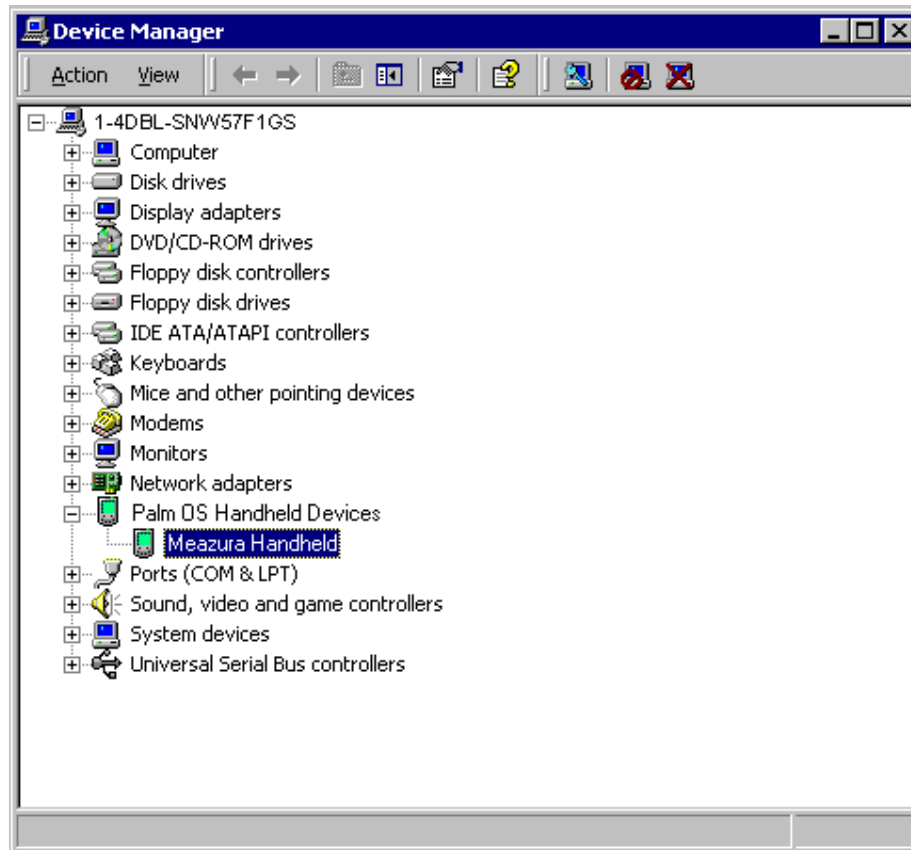 Device Manager
Action View
1-4DBL-SNW57F1GS
Computer
Disk drives
Display adapters
DVD/CD-ROM drives
Floppy disk controllers
Floppy disk drives
IDE ATA/ATAPI controllers
Keyboards
Mice and other pointing devices
Modems
Monitors
Network adapters
Palm OS Handheld Devices
Meazura Handheld
Ports (COM & LPT)
Sound, video and game controllers
System devices
Universal Serial Bus controllers